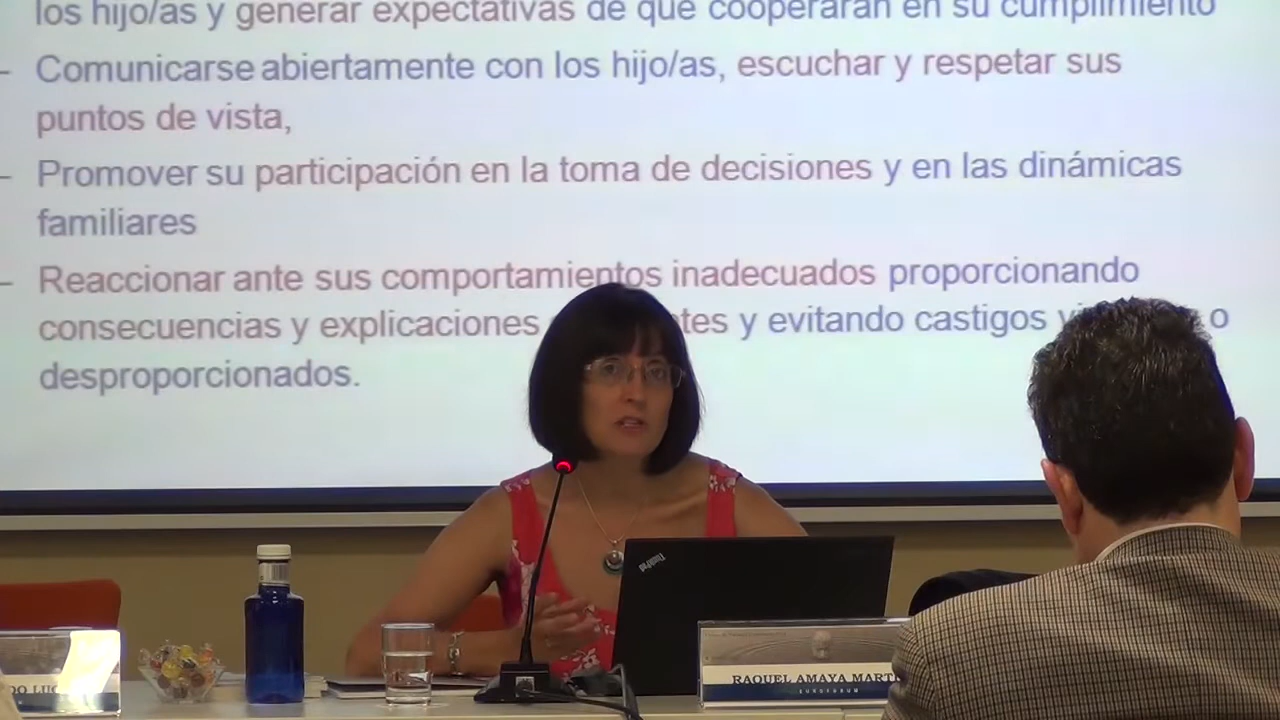 los hijo/as y generar expectativas de que cooperarán en su cumplimiento
- Comunicarse abiertamente con los hijo/as, escuchar y respetar sus
puntos de vista,
- Promover su participación en la toma de decisiones y en las dinámicas
familiares
- Reaccionar ante sus comportamientos inadecuados proporcionando
consecuencias y explicaciones y evitando castigos o
desproporcionados.
ThinkPad
RAQUEL AMAYA
EUROFORUM